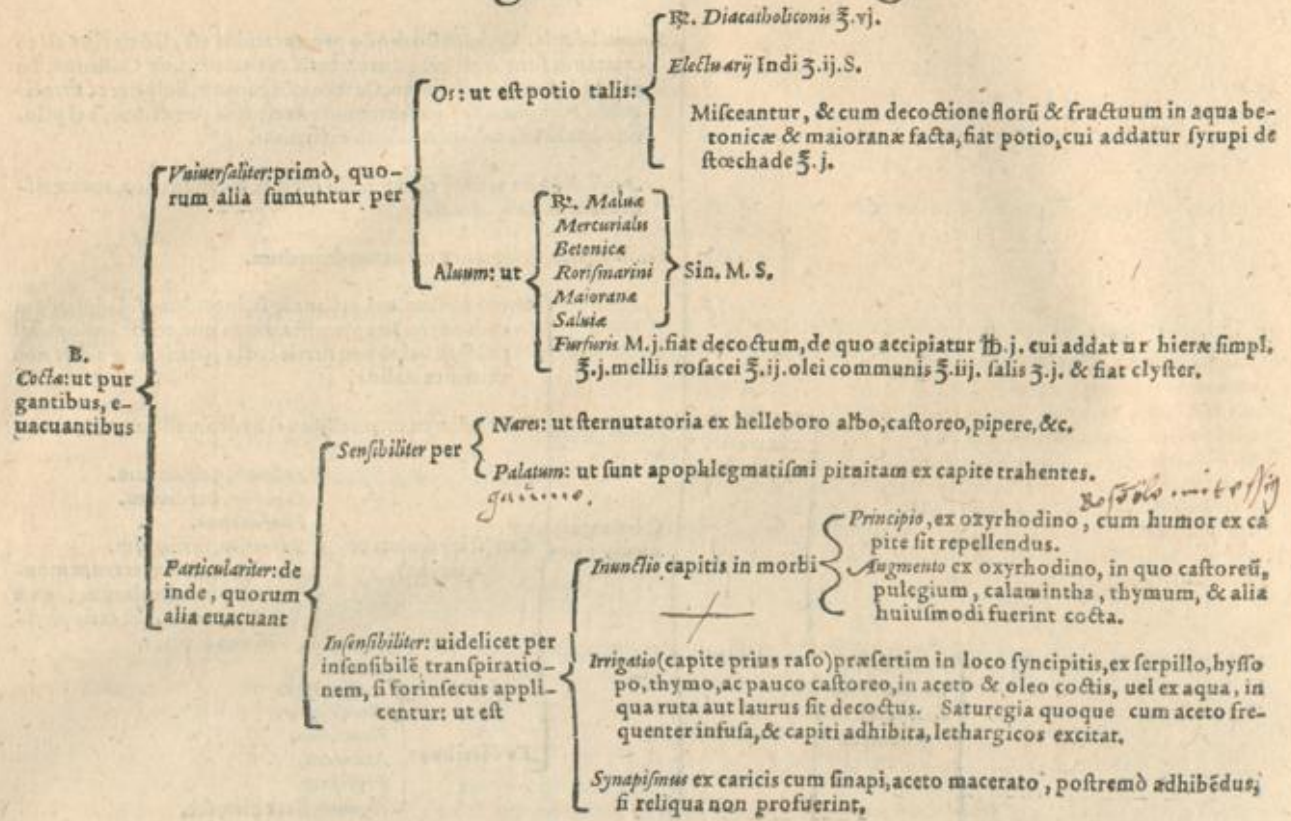 B.
Coctæ: ut pur
gantibus, e-
uacuantibus
Vniuersaliter: primò, quo-
rum alia sumuntur per
Os: ut est potio talis:
℞. Diacatholiconis ℥.vj.
Electuarij Indi ʒ.ij.S.
Misceantur, & cum decoctione florũ & fructuum in aqua be-
tonicæ & maioranæ facta, fiat potio, cui addatur syrupi de
stœchade ℥.j.
Aluum: ut
℞. Maluæ
Mercurialis
Betonicæ
Rorismarini
Maioranæ
Saluiæ
Sin. M. S.
Furfuris M.j. fiat decoctum, de quo accipiatur ℔.j. cui addatur hieræ simpl.
℥.j. mellis rosacei ℥.ij. olei communis ℥.iij. salis ʒ.j. & fiat clyster.
Particulariter: de
inde, quorum
alia euacuant
Sensibiliter per
Nares: ut sternutatoria ex helleboro albo, castoreo, pipere, &c.
Palatum: ut sunt apophlegmatismi pituitam ex capite trahentes.
Insensibiliter: uidelicet per
insensibilẽ transpiratio-
nem, si forinsecus appli-
centur: ut est
Inunctio capitis in morbi
Principio, ex oxyrhodino, cum humor ex ca
pite sit repellendus.
Augmento ex oxyrhodino, in quo castoreũ,
pulegium, calamintha, thymum, & alia
huiusmodi fuerint cocta.
Irrigatio (capite prius raso) præsertim in loco syncipitis, ex serpillo, hysso
po, thymo, ac pauco castoreo, in aceto & oleo coctis, uel ex aqua, in
qua ruta aut laurus sit decoctus. Saturegia quoque cum aceto fre-
quenter infusa, & capiti adhibita, lethargicos excitat.
Synapismus ex caricis cum sinapi, aceto macerato, postremò adhibẽdus,
si reliqua non profuerint.